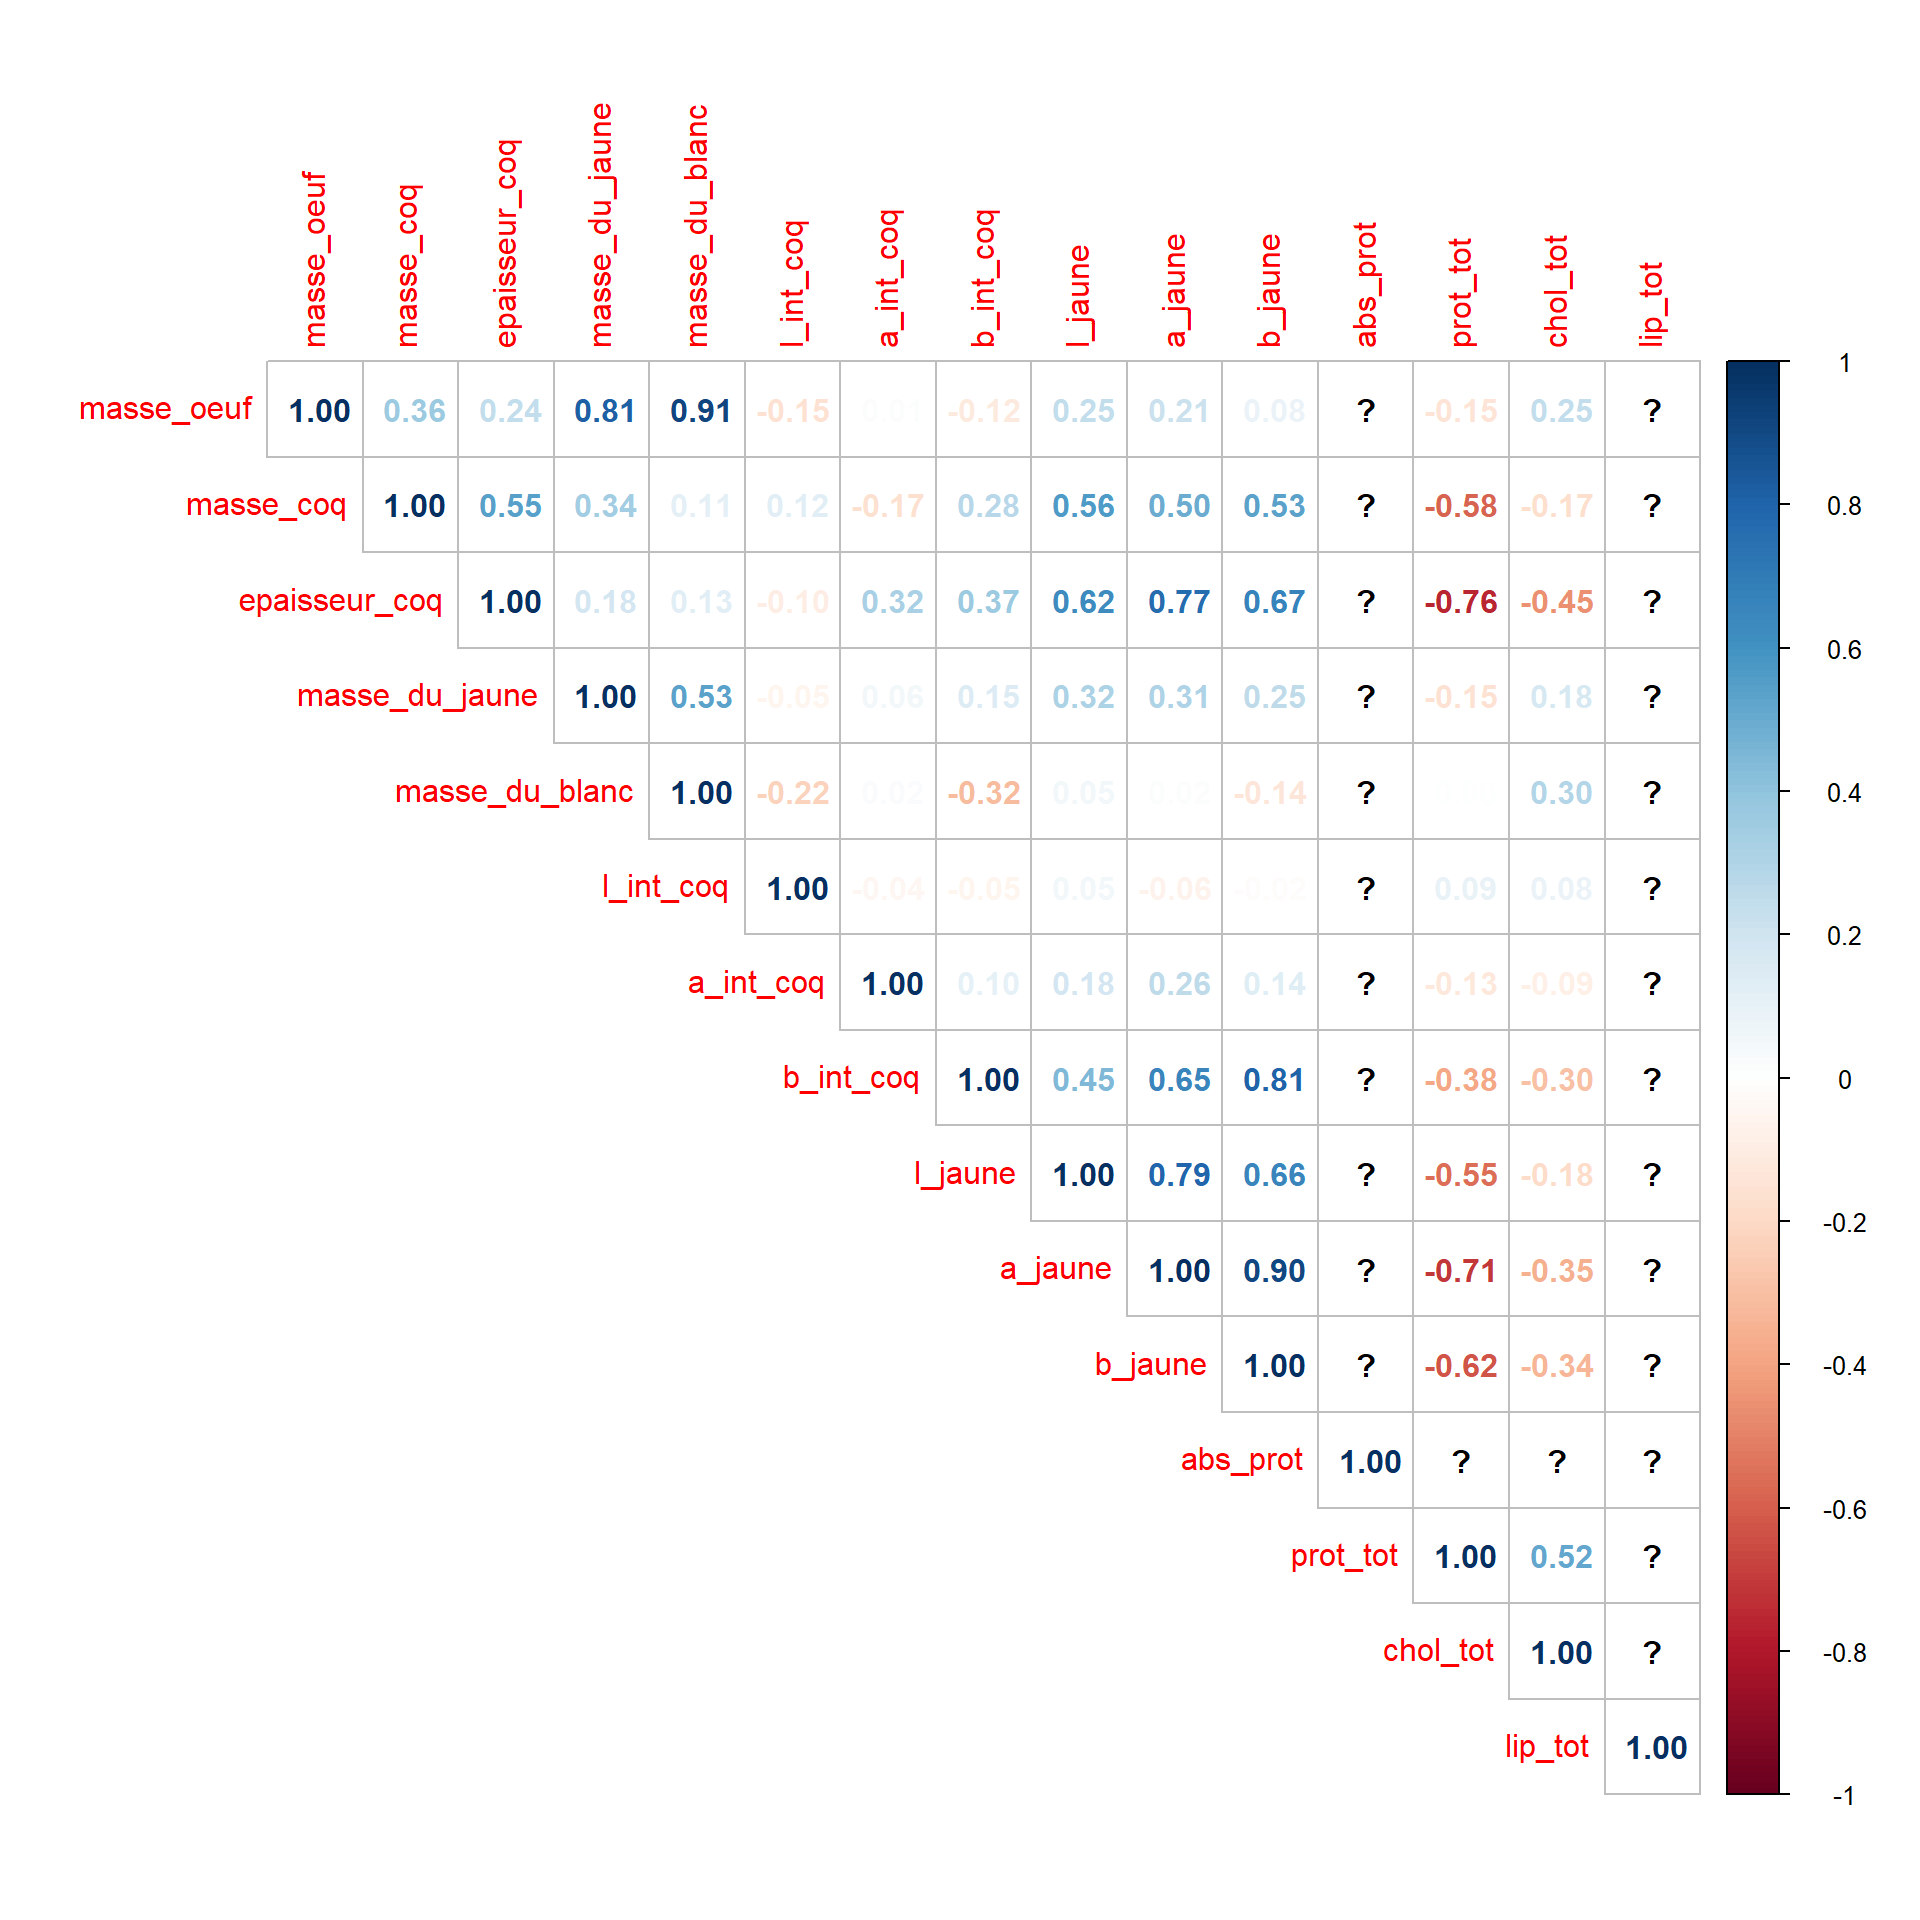 masse_oeuf masse_coq epaisseur_coq masse_du_jaune masse_du_blanc l_int_coq a_int_coq b_int_coq l_jaune a_jaune b_jaune abs_prot prot_tot chol_tot lip_tot
masse_oeuf 1.00 0.36 0.24 0.81 0.91 -0.15 -0.12 0.25 0.21 0.08 ? -0.15 0.25 ?
masse_coq 1.00 0.55 0.34 0.11 0.12 -0.17 0.28 0.56 0.50 0.53 ? -0.58 -0.17 ?
epaisseur_coq 1.00 0.18 0.13 -0.10 0.32 0.37 0.62 0.77 0.67 ? -0.76 -0.45 ?
masse_du_jaune 1.00 0.53 -0.05 0.06 0.15 0.32 0.31 0.25 ? -0.15 0.18 ?
masse_du_blanc 1.00 -0.22 0.02 -0.32 0.05 0.02 -0.14 ? 0.30 ?
l_int_coq 1.00 -0.04 -0.05 0.05 -0.06 -0.02 ? 0.09 0.08 ?
a_int_coq 1.00 0.10 0.18 0.26 0.14 ? -0.13 -0.09 ?
b_int_coq 1.00 0.45 0.65 0.81 ? -0.38 -0.30 ?
l_jaune 1.00 0.79 0.66 ? -0.55 -0.18 ?
a_jaune 1.00 0.90 ? -0.71 -0.35 ?
b_jaune 1.00 ? -0.62 -0.34 ?
abs_prot 1.00 ? ? ?
prot_tot 1.00 0.52 ?
chol_tot 1.00 ?
lip_tot 1.00
1
0.8
0.6
0.4
0.2
0
-0.2
-0.4
-0.6
-0.8
-1